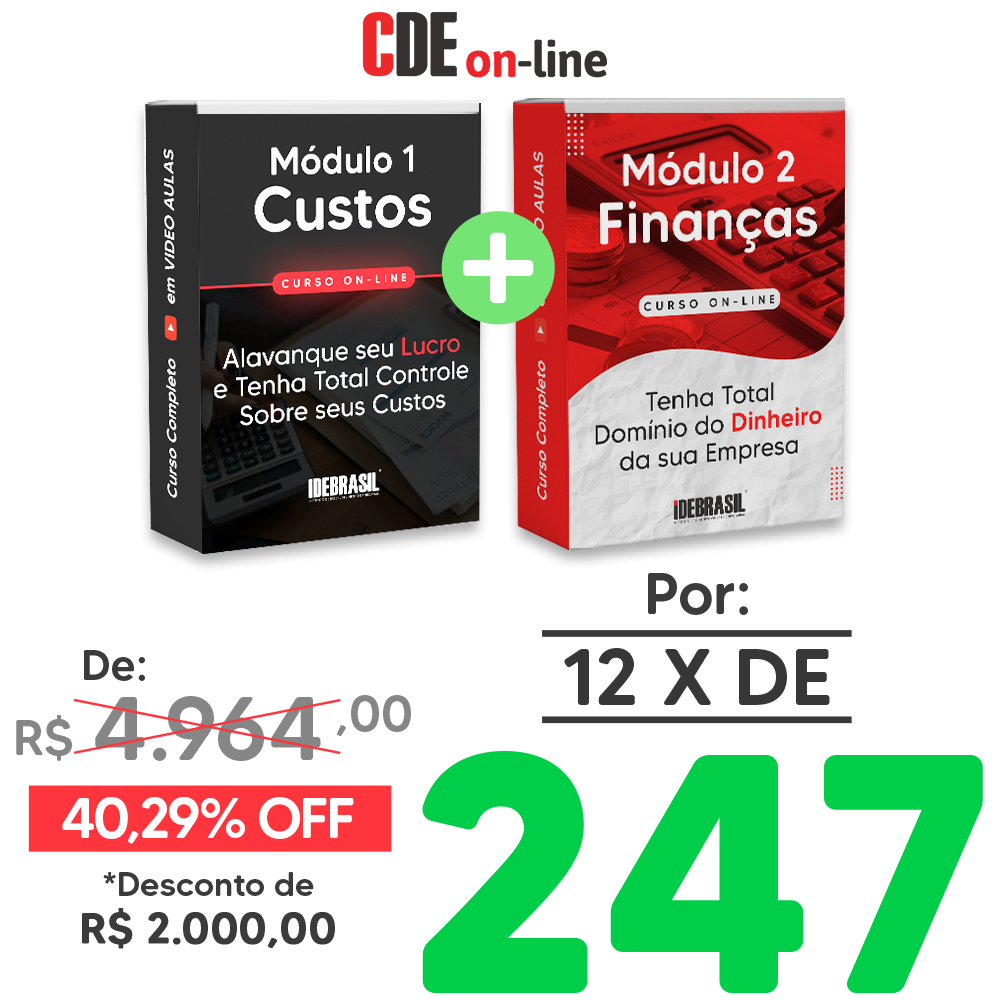 CDE on-line
Curso Completo em VIDEO AULAS
Módulo 1
Custos
CURSO ON-LINE
Alavanque seu Lucro
e Tenha Total Controle
Sobre seus Custos
IDEBRASIL
Curso Completo AULAS
Módulo 2
Finanças
CURSO ON-LINE
Tenha Total
Domínio do Dinheiro
da sua Empresa
IDEBRASIL
De:
R$ 4.964,00
40,29% OFF
*Desconto de
R$ 2.000,00
Por:
12 X DE
247